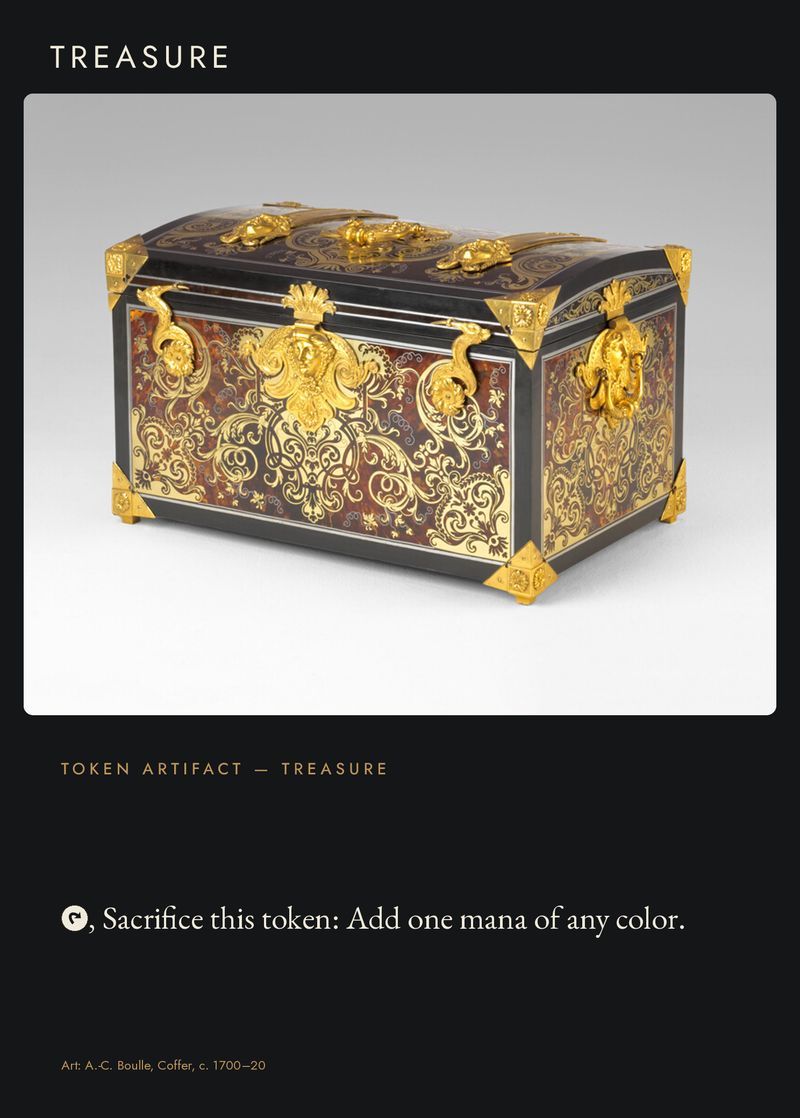 TREASURE
TOKEN ARTIFACT — TREASURE
, Sacrifice this token: Add one mana of any color.
Art: A.-C. Boulle, Coffer, c. 1700–20